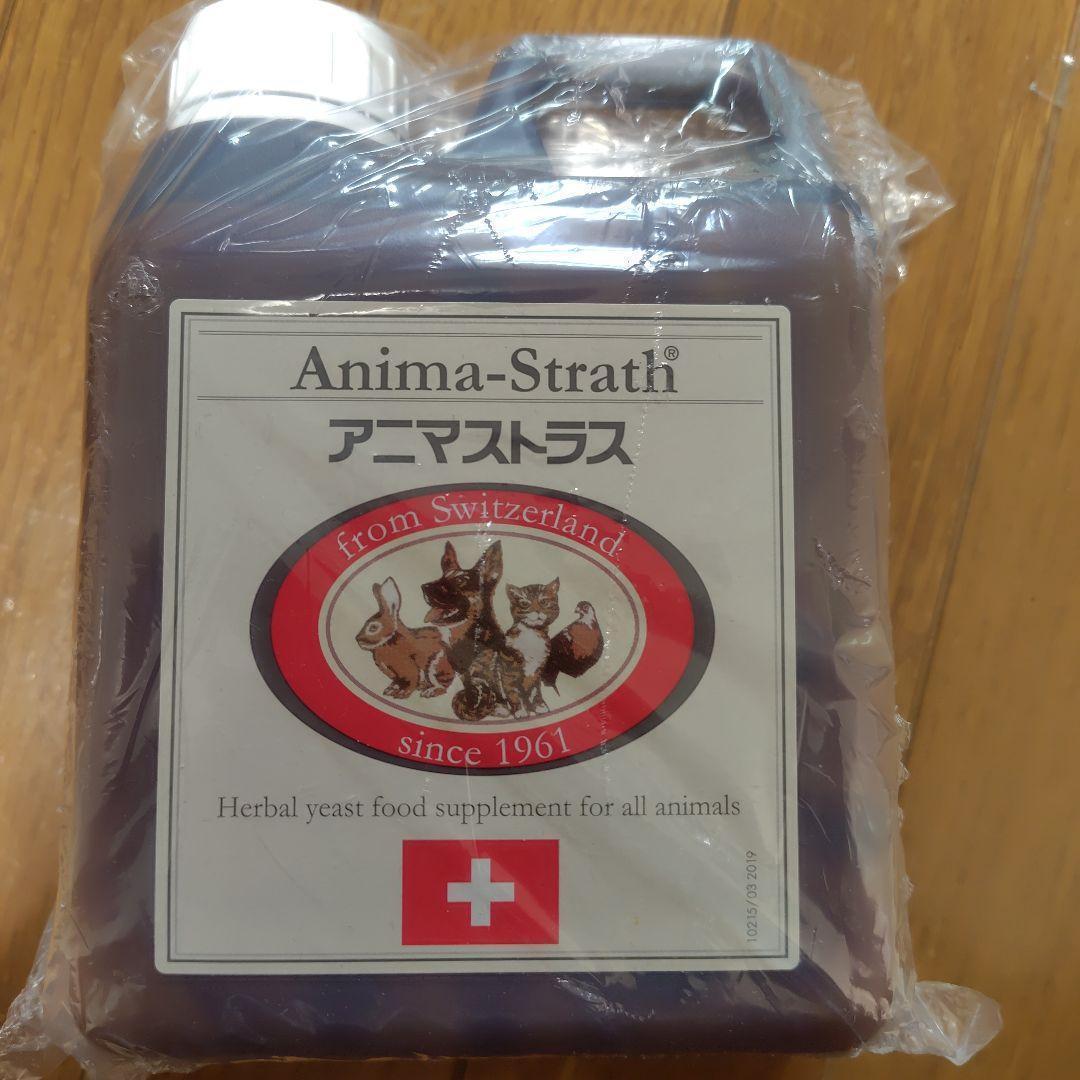 Anima-Strath®
アニマストラス
from Switzerland
since 1961
Herbal yeast food supplement for all animals
10215/03 2019